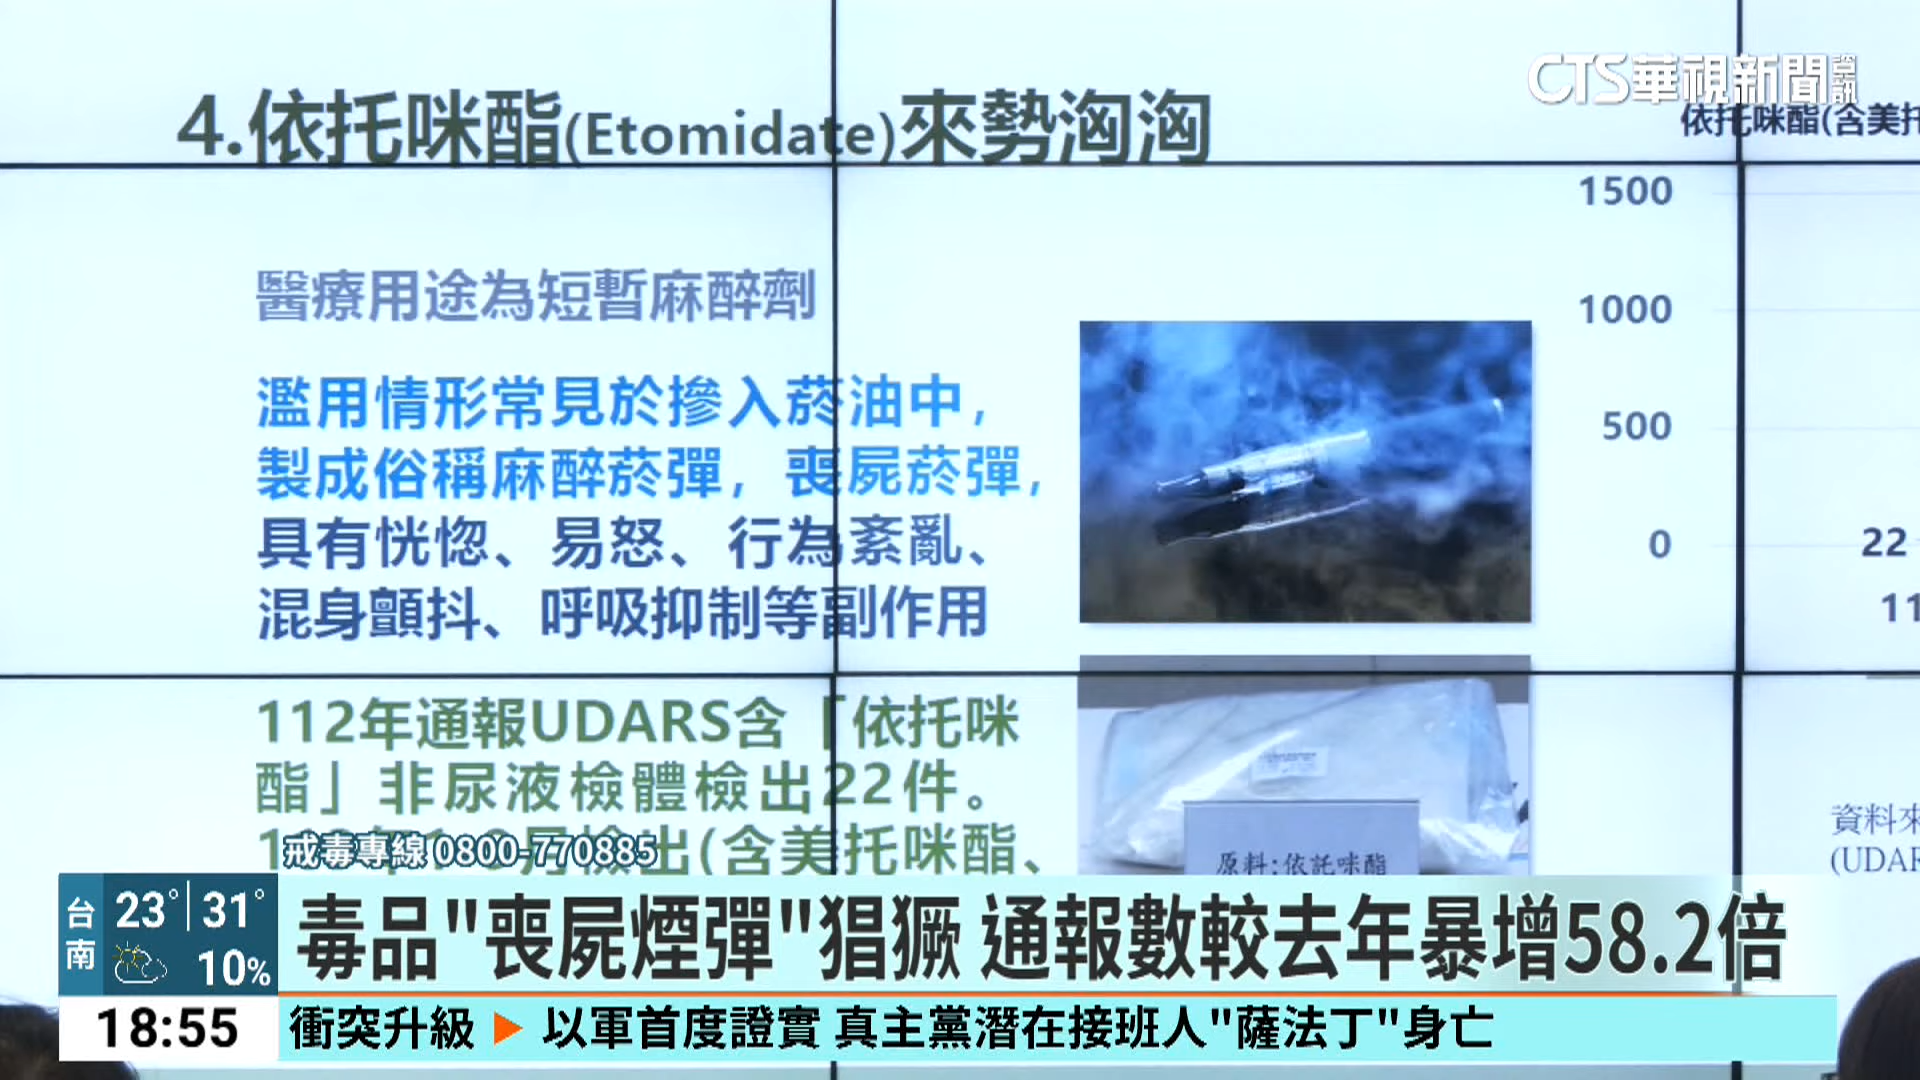 CTS華視新聞資訊
4.依托咪酯(Etomidate)來勢洶洶
依托咪酯(含美托
1500
1000
500
0
22
11
醫療用途為短暫麻醉劑
濫用情形常見於摻入菸油中，
製成俗稱麻醉菸彈，喪屍菸彈，
具有恍惚、易怒、行為紊亂、
混身顫抖、呼吸抑制等副作用
112年通報UDARS含「依托咪
酯」非尿液檢體檢出22件。
出(含美托咪酯、
原料:依託咪酯
資料來
(UDAR
戒毒專線 0800-770885
台南 23° 31° 10%
毒品"喪屍煙彈"猖獗 通報數較去年暴增58.2倍
18:55
衝突升級 ▶ 以軍首度證實 真主黨潛在接班人"薩法丁"身亡